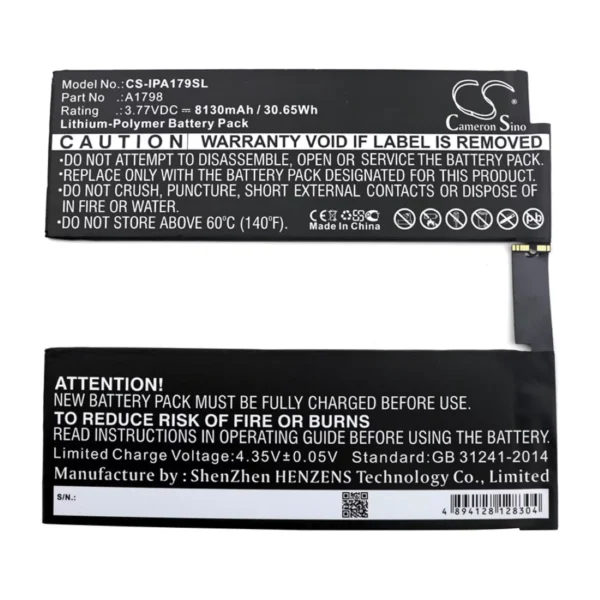 Model No.:CS-IPA179SL
Part No :A1798
Rating :3.77VDC⎓ 8130mAh / 30.65Wh
Lithium-Polymer Battery Pack
CS
Cameron Sino
CAUTION: WARRANTY VOID IF LABEL IS REMOVED
*DO NOT ATTEMPT TO OPEN OR SERVICE THE BATTERY PACK.
*REPLACE ONLY WITH PACK DESIGNATED FOR THIS PRODUCT.
*DO NOT CRUSH, PUNCTURE, SHORT EXTERNAL CONTACTS OR DISPOSE OF
IN FIRE OR WATER.
*DO NOT STORE ABOVE 60°C (140°F).
Made In China
ATTENTION!
NEW BATTERY PACK MUST BE FULLY CHARGED BEFORE USE
TO REDUCE RISK OF FIRE OR BURNS
READ INSTRUCTIONS IN OPERATING GUIDE BEFORE USING BATTERY
Limited Charge Voltage:4.35V±0.05V Standard:GB 31241-2014
Manufactured by : ShenZhen HENZENS Technology Co., Limited
S/N.:
4 894128 128304